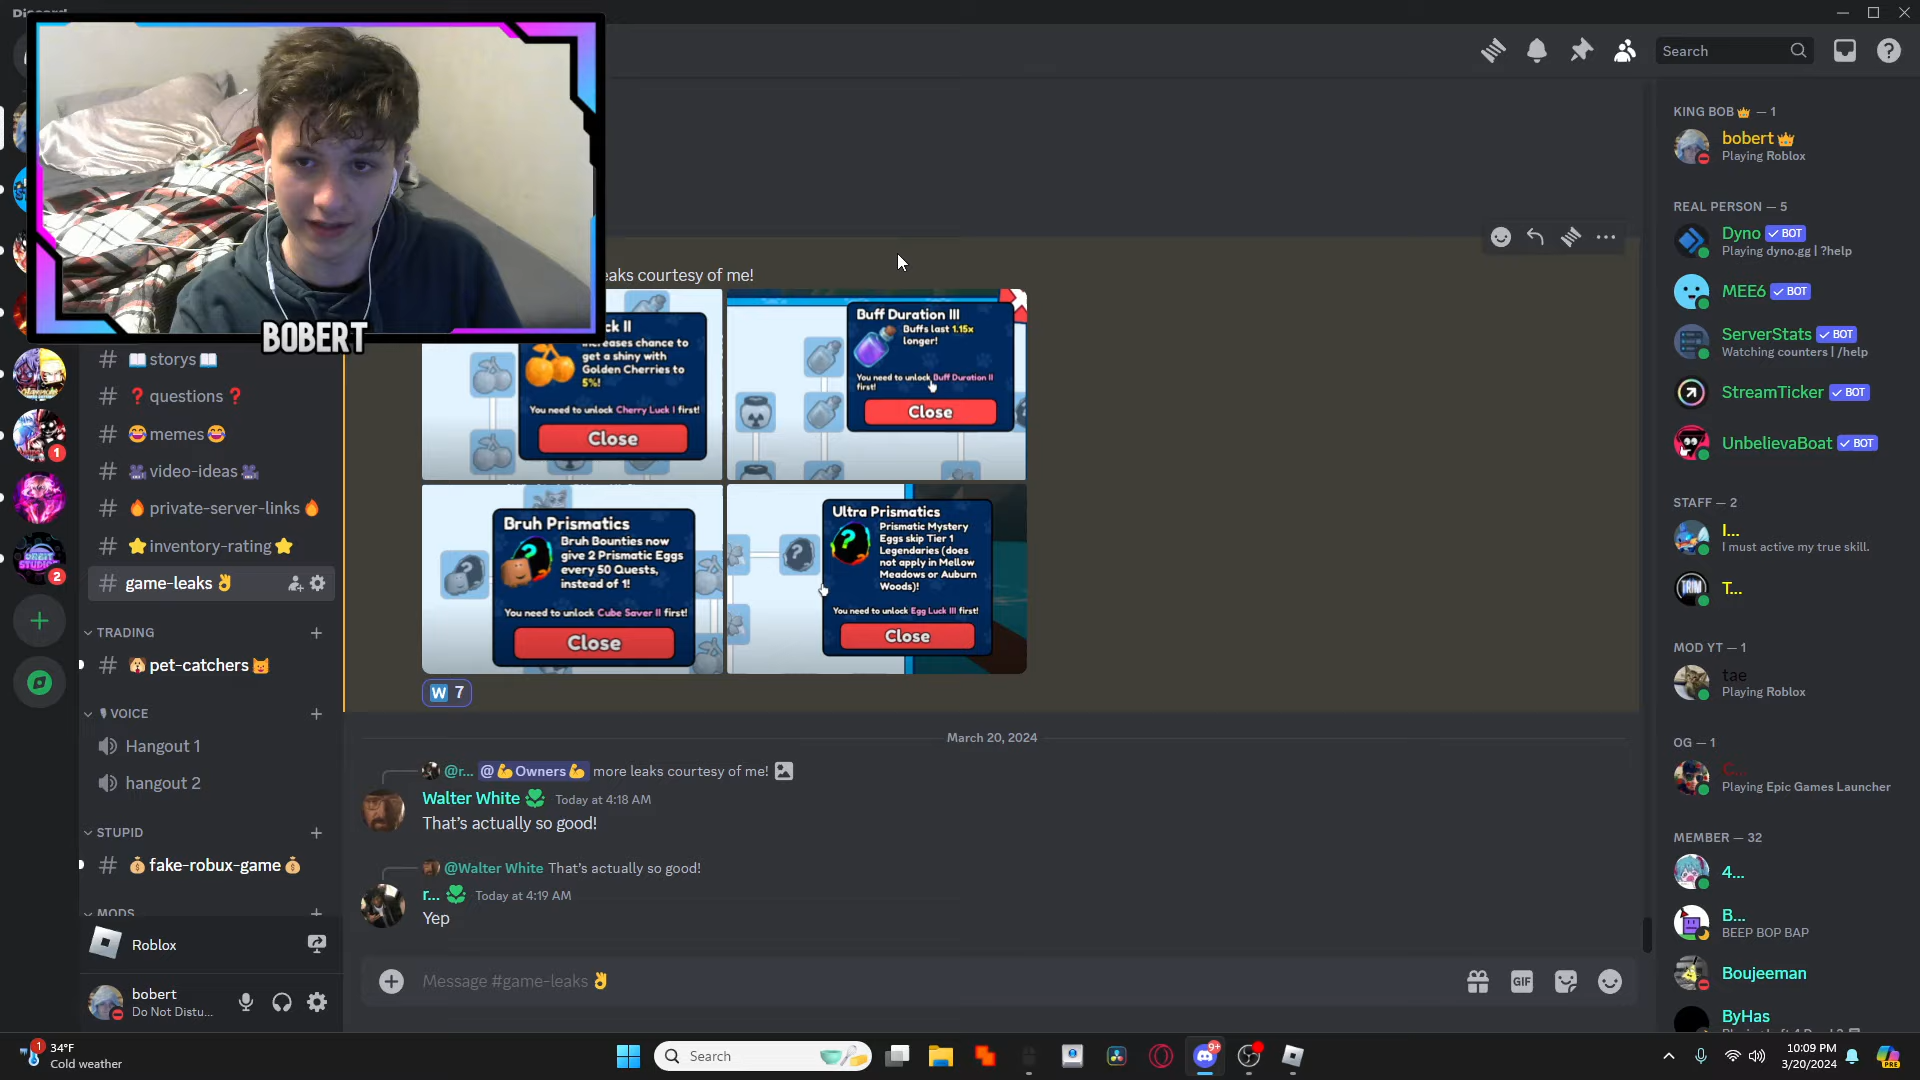 Discord
Search
BOBERT
storys
questions
memes
video-ideas
1
private-server-links
inventory-rating
game-leaks
2
TRADING
pet-catchers
VOICE
Hangout 1
hangout 2
STUPID
fake-robux-game
MODS
Roblox
bobert
Do Not Distu...
leaks courtesy of me!
ck II
increases chance to
get a shiny with
Golden Cherries to
5%!
You need to unlock Cherry Luck I first!
Close
Buff Duration III
Buffs last 1.15x
longer!
You need to unlock Buff Duration II
first!
Close
Bruh Prismatics
Bruh Bounties now
give 2 Prismatic Eggs
every 50 Quests,
instead of 1!
You need to unlock Cube Saver II first!
Close
Ultra Prismatics
Prismatic Mystery
Eggs skip Tier 1
Legendaries (does
not apply in Mellow
Meadows or Auburn
Woods)!
You need to unlock Egg Luck III first!
Close
W 7
March 20, 2024
@r... @💪Owners💪 more leaks courtesy of me!
Walter White Today at 4:18 AM
That's actually so good!
@Walter White That's actually so good!
r... Today at 4:19 AM
Yep
Message #game-leaks👌
GIF
KING BOB👑 — 1
bobert
Playing Roblox
REAL PERSON — 5
Dyno ✓ BOT
Playing dyno.gg | ?help
MEE6 ✓ BOT
ServerStats ✓ BOT
Watching counters | /help
StreamTicker ✓ BOT
UnbelievaBoat ✓ BOT
STAFF — 2
I...
I must active my true skill.
TRIM
T...
MOD YT — 1
tae
Playing Roblox
OG — 1
C...
Playing Epic Games Launcher
MEMBER — 32
4...
B...
BEEP BOP BAP
Boujeeman
ByHas
1
34°F
Cold weather
Search
9+
10:09 PM
3/20/2024
PRE